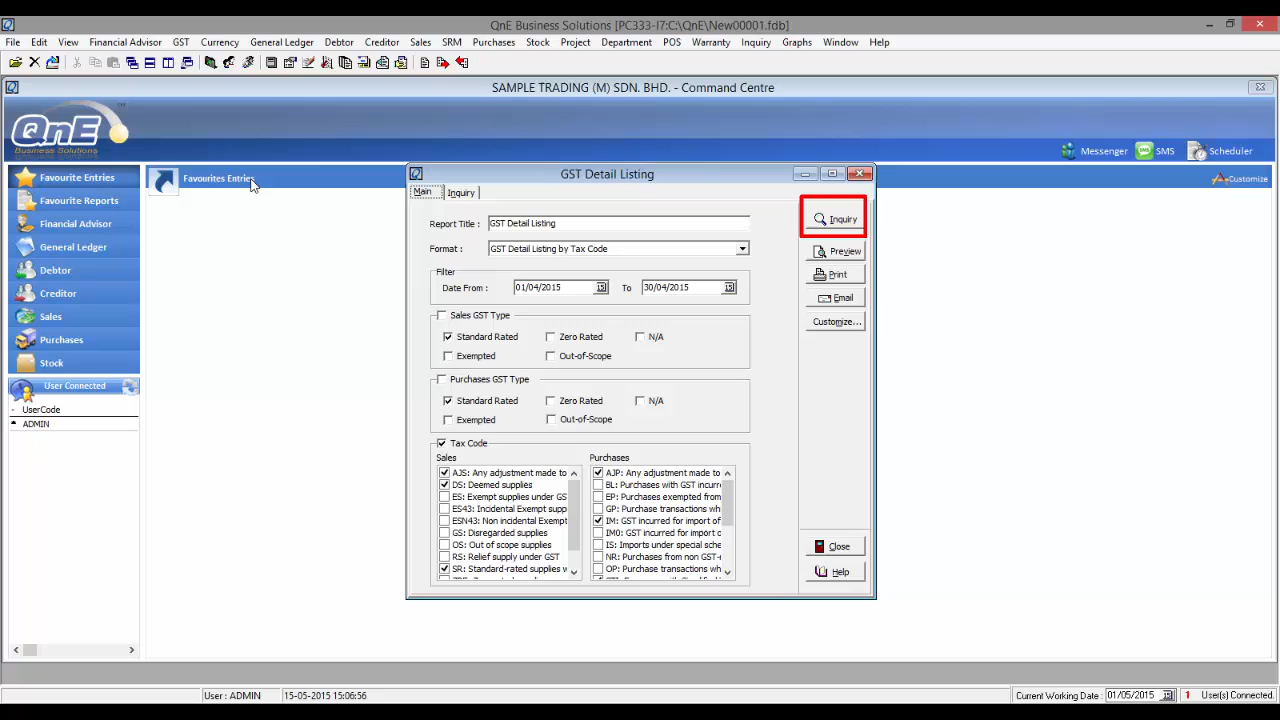 QnE Business Solutions [PC333-I7:C:\QnE\New00001.fdb]
File Edit View Financial Advisor GST Currency General Ledger Debtor Creditor Sales SRM Purchases Stock Project Department POS Warranty Inquiry Graphs Window Help
SAMPLE TRADING (M) SDN. BHD. - Command Centre
QnE
Business Solutions
Messenger SMS Scheduler
Favourite Entries
Favourites Entries
Customize
Favourite Reports
Financial Advisor
General Ledger
Debtor
Creditor
Sales
Purchases
Stock
User Connected
UserCode
ADMIN
GST Detail Listing
Main Inquiry
Report Title : GST Detail Listing
Format : GST Detail Listing by Tax Code
Filter
Date From : 01/04/2015 To 30/04/2015
Sales GST Type
Standard Rated Zero Rated N/A
Exempted Out-of-Scope
Purchases GST Type
Standard Rated Zero Rated N/A
Exempted Out-of-Scope
Tax Code
Sales Purchases
AJS: Any adjustment made to
DS: Deemed supplies
ES: Exempt supplies under GS
ES43: Incidental Exempt supp
ESN43: Non incidental Exempt
GS: Disregarded supplies
OS: Out of scope supplies
RS: Relief supply under GST
SR: Standard-rated supplies w
AJP: Any adjustment made to
BL: Purchases with GST incurre
EP: Purchases exempted from
GP: Purchase transactions wh
IM: GST incurred for import of
IM0: GST incurred for import o
IS: Imports under special sche
NR: Purchases from non GST-
OP: Purchase transactions wh
Inquiry
Preview
Print
Email
Customize...
Close
Help
User : ADMIN 15-05-2015 15:06:56 Current Working Date : 01/05/2015 1 User(s) Connected.